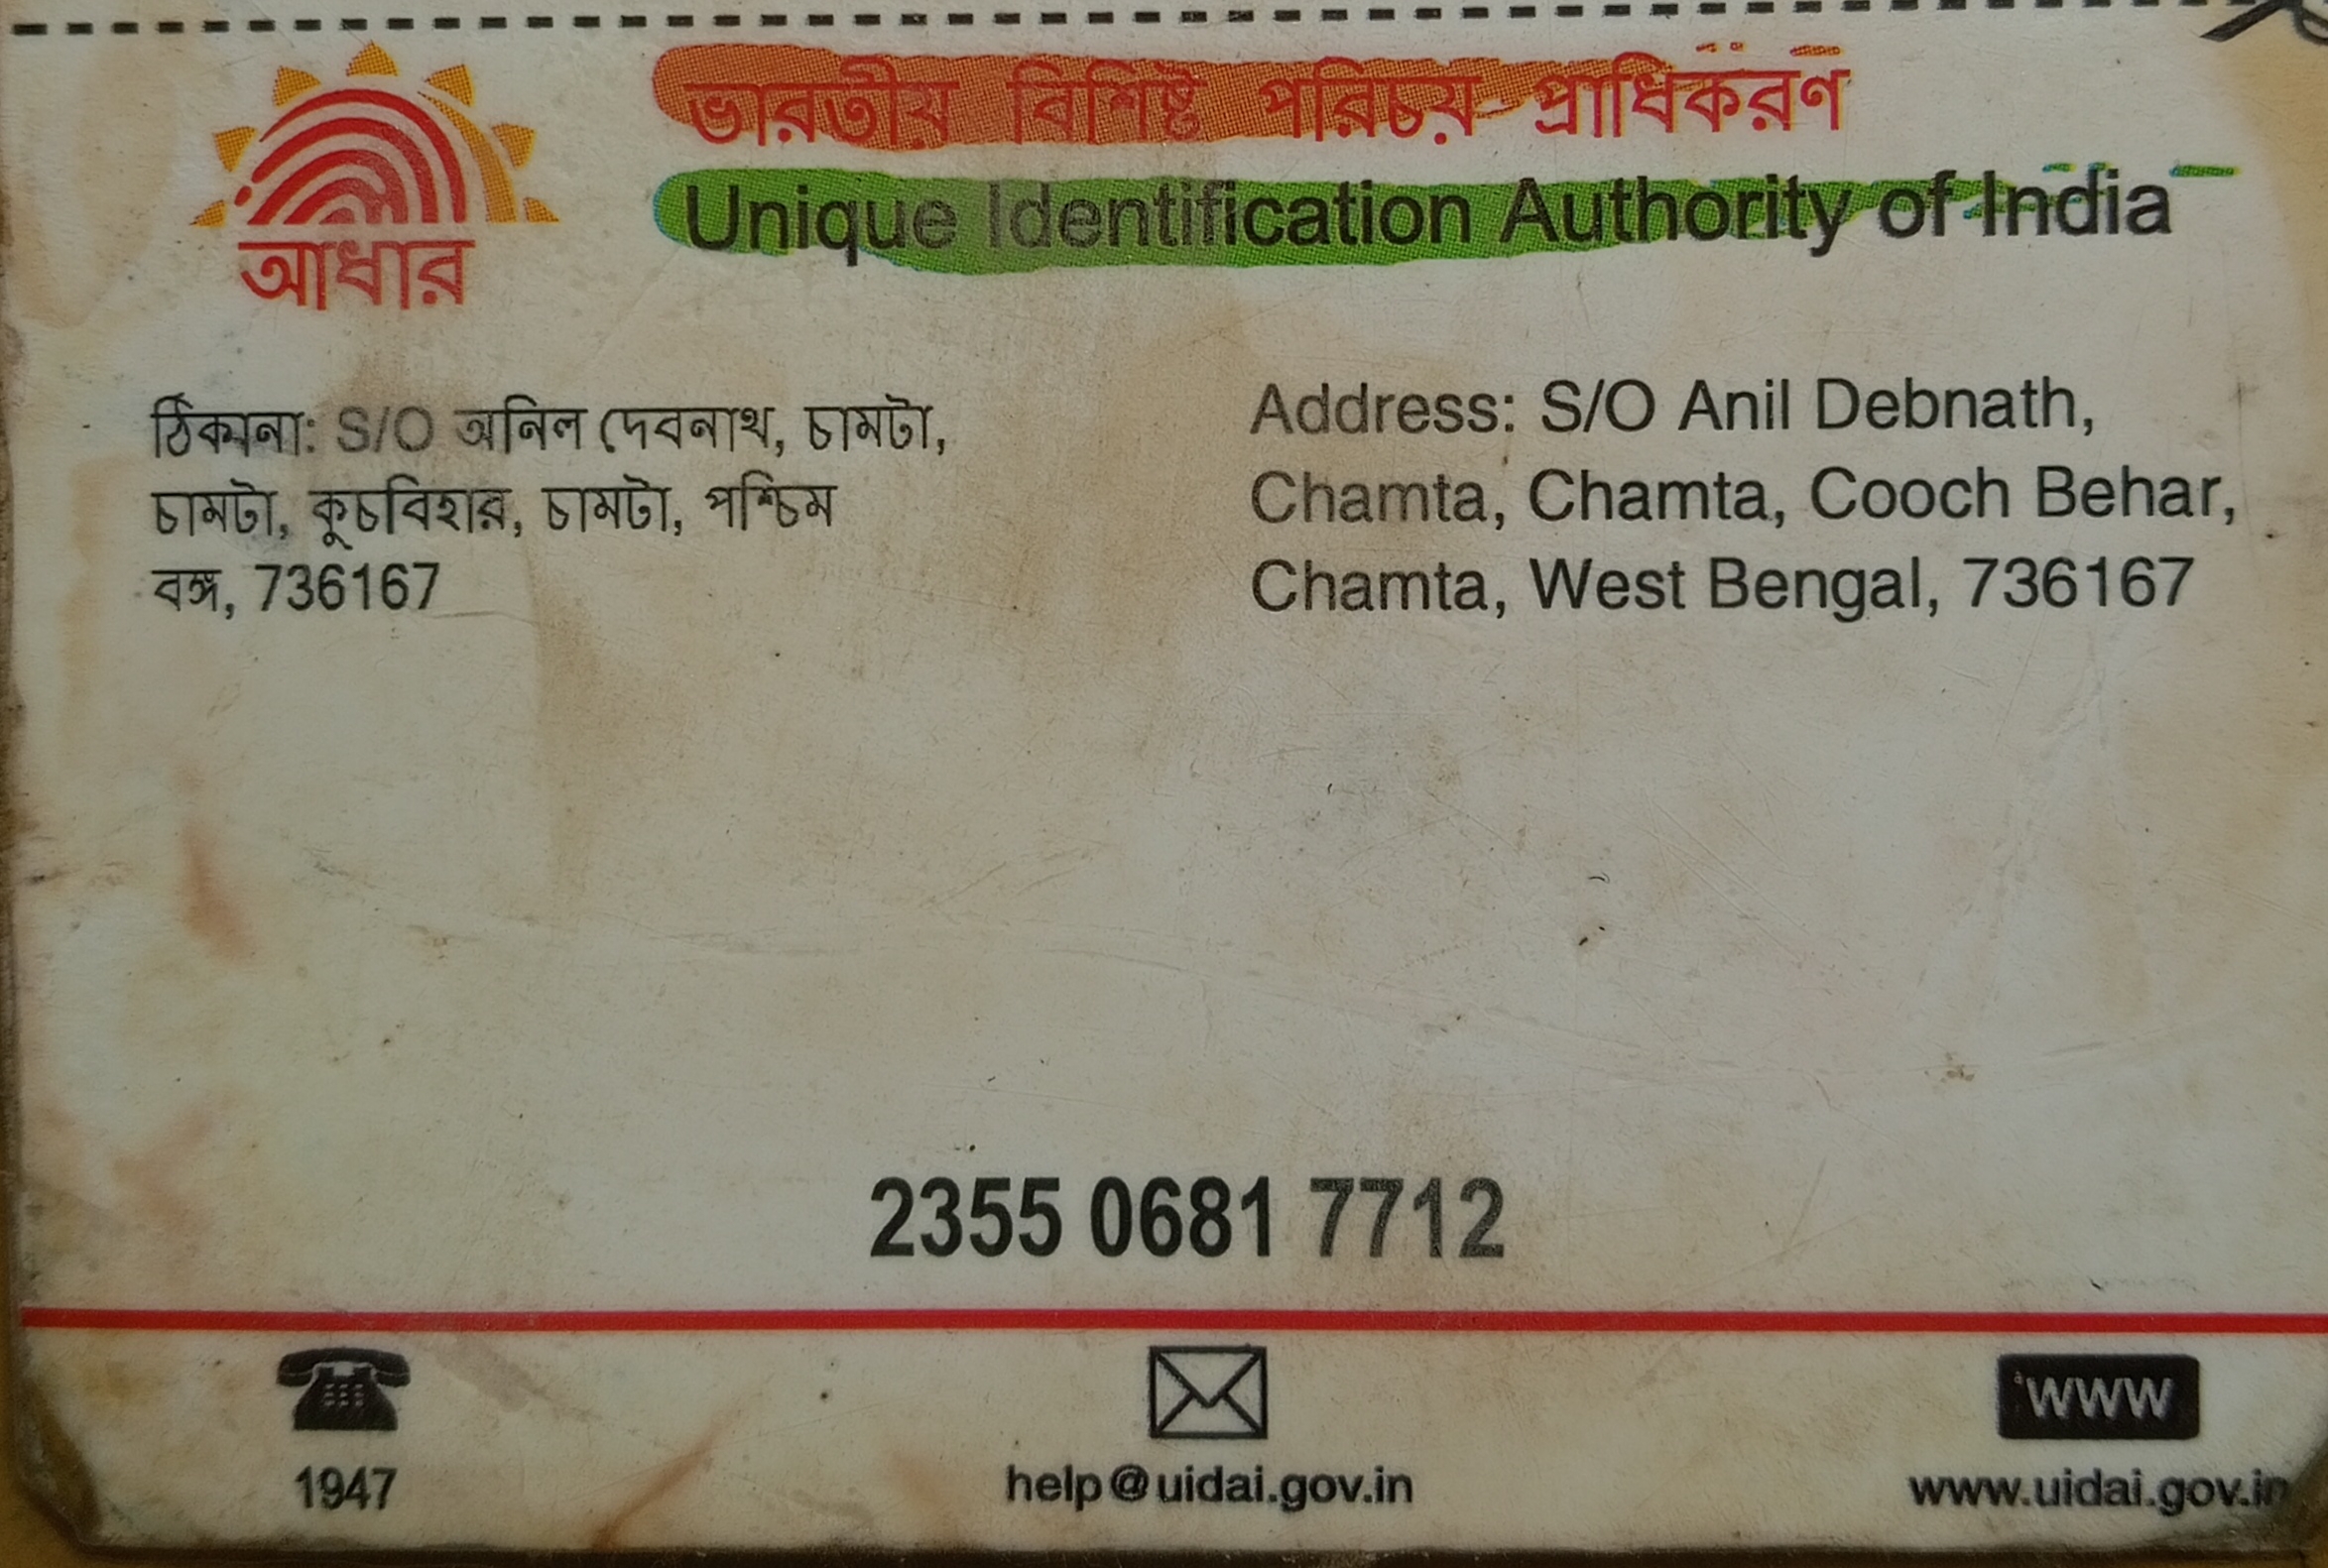 ভারতীয় বিশিষ্ট পরিচয় প্রাধিকরণ
Unique Identification Authority of India
আধার
ঠিকানা: S/O অনিল দেবনাথ, চামটা,
চামটা, কুচবিহার, চামটা, পশ্চিম
বঙ্গ, 736167
Address: S/O Anil Debnath,
Chamta, Chamta, Cooch Behar,
Chamta, West Bengal, 736167
2355 0681 7712
WWW
1947
help@uidai.gov.in
www.uidai.gov.in